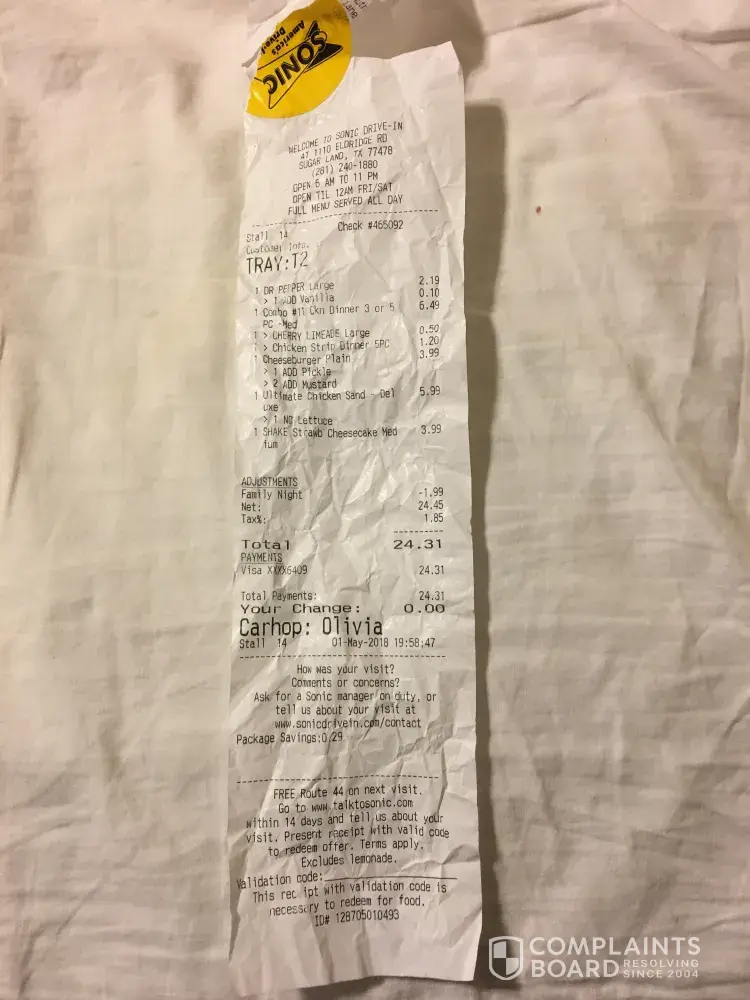 SONIC
America's
Drive-In
WELCOME TO SONIC DRIVE-IN
AT 1110 ELDRIDGE RD
SUGAR LAND, TX 77478
(281) 240-1880
OPEN 6 AM TO 11 PM
OPEN TIL 12AM FRI/SAT
FULL MENU SERVED ALL DAY
Stall 14 Check #465092
Customer Info.
TRAY:T2
1 DR PEPPER Large 2.19
> 1 ADD Vanilla 0.10
1 Combo #11 Ckn Dinner 3 or 5 6.49
PC -Med
1 > CHERRY LIMEADE Large 0.50
1 > Chicken Strip Dinner 5PC 1.20
1 Cheeseburger Plain 3.99
> 1 ADD Pickle
> 2 ADD Mustard
1 Ultimate Chicken Sand - Del 5.99
uxe
> 1 NO Lettuce
1 SHAKE Strawb Cheesecake Med 3.99
ium
ADJUSTMENTS
Family Night -1.99
Net: 24.45
Tax%: 1.85
Total 24.31
PAYMENTS
Visa XXXX6409 24.31
Total Payments: 24.31
Your Change: 0.00
Carhop: Olivia
Stall 14 01-May-2018 19:58:47
How was your visit?
Comments or concerns?
Ask for a Sonic manager on duty, or
tell us about your visit at
www.sonicdrivein.com/contact
Package Savings:0.29
FREE Route 44 on next visit.
Go to www.talktosonic.com
within 14 days and tell us about your
visit. Present receipt with valid code
to redeem offer. Terms apply.
Excludes lemonade.
Validation code:
This receipt with validation code is
necessary to redeem for food.
ID# 128705010493
COMPLAINTS
BOARD RESOLVING
SINCE 2004